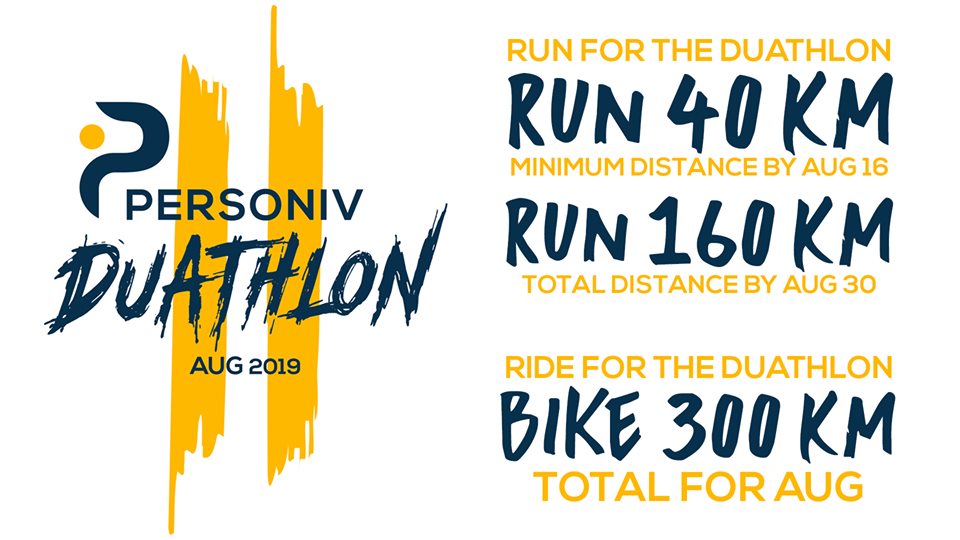 PERSONIV
DUATHLON
AUG 2019
RUN FOR THE DUATHLON
RUN 40 KM
MINIMUM DISTANCE BY AUG 16
RUN 160 KM
TOTAL DISTANCE BY AUG 30
RIDE FOR THE DUATHLON
BIKE 300 KM
TOTAL FOR AUG